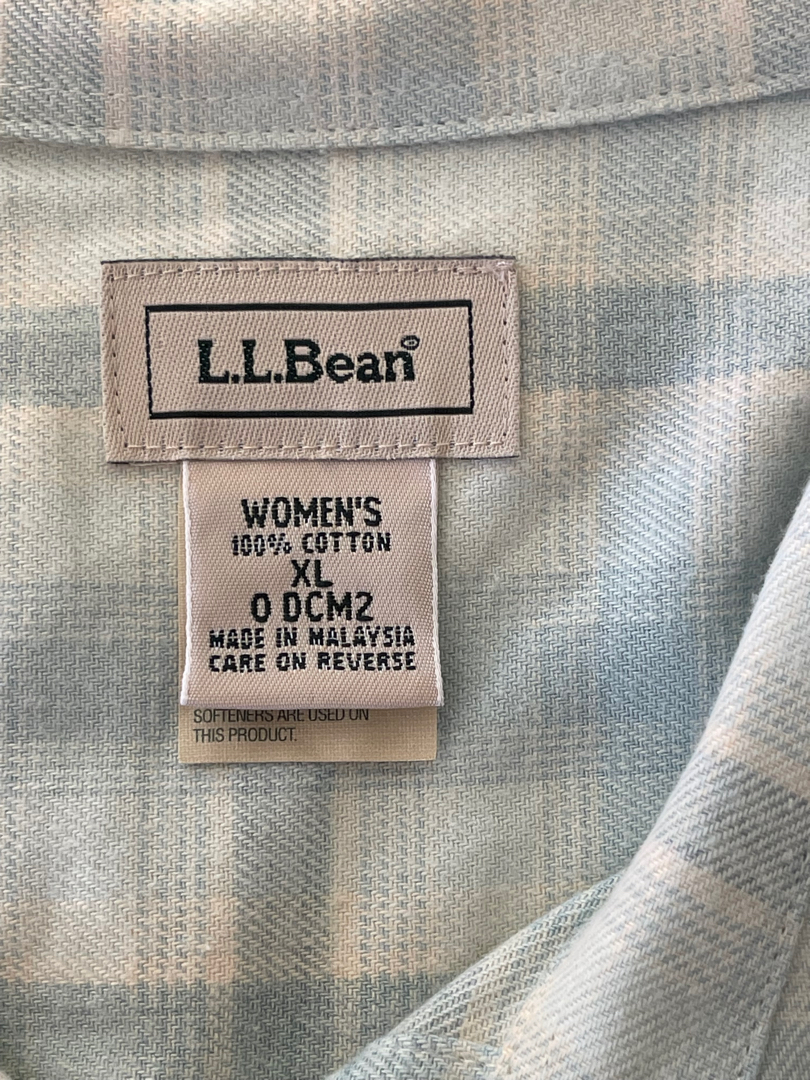 L.L.Bean®
WOMEN'S
100% COTTON
XL
0 DCM2
MADE IN MALAYSIA
CARE ON REVERSE
SOFTENERS ARE USED ON
THIS PRODUCT.